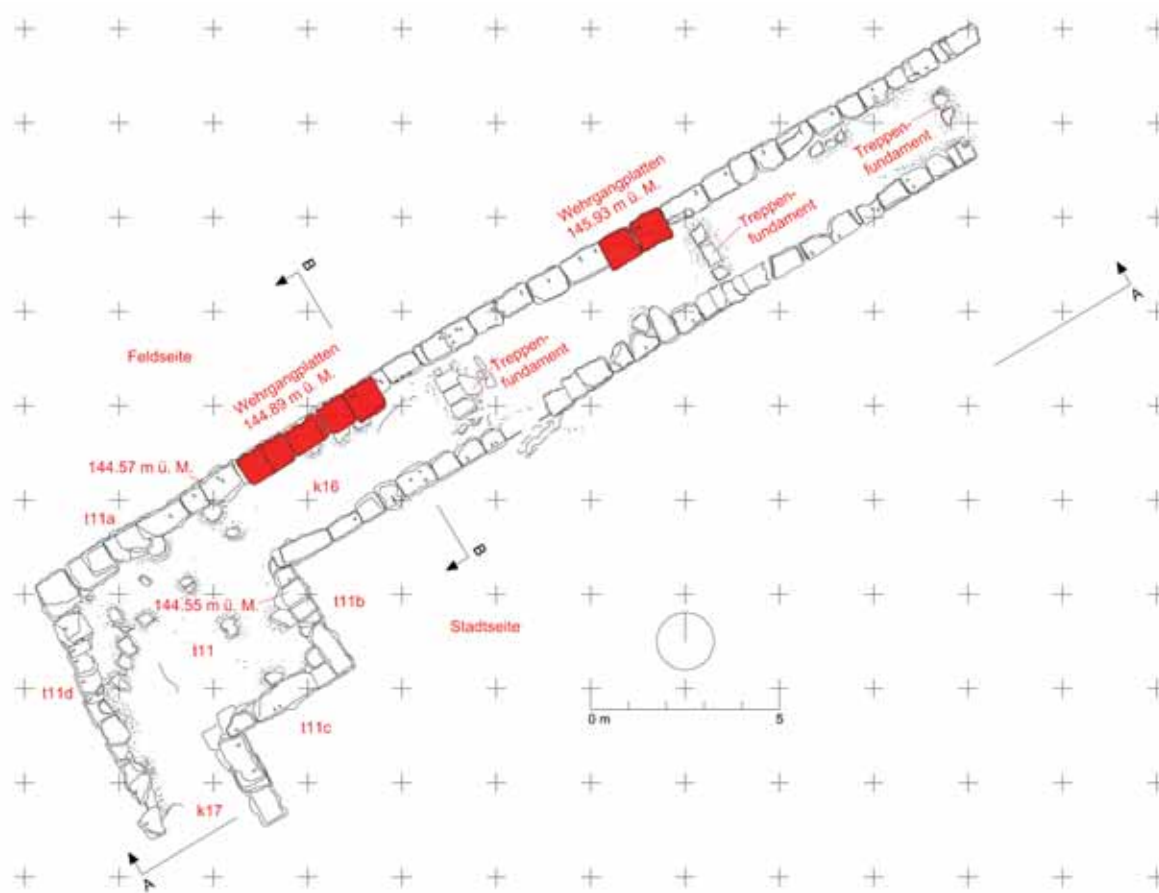 Treppen-
fundament
Wehrgangplatten
145.93 m ü. M.
Treppen-
fundament
B
A
Feldseite
Treppen-
fundament
Wehrgangplatten
144.89 m ü. M.
144.57 m ü. M.
k16
t11a
B
144.55 m ü. M.
t11b
Stadtseite
t11
t11d
0 m
5
t11c
k17
A